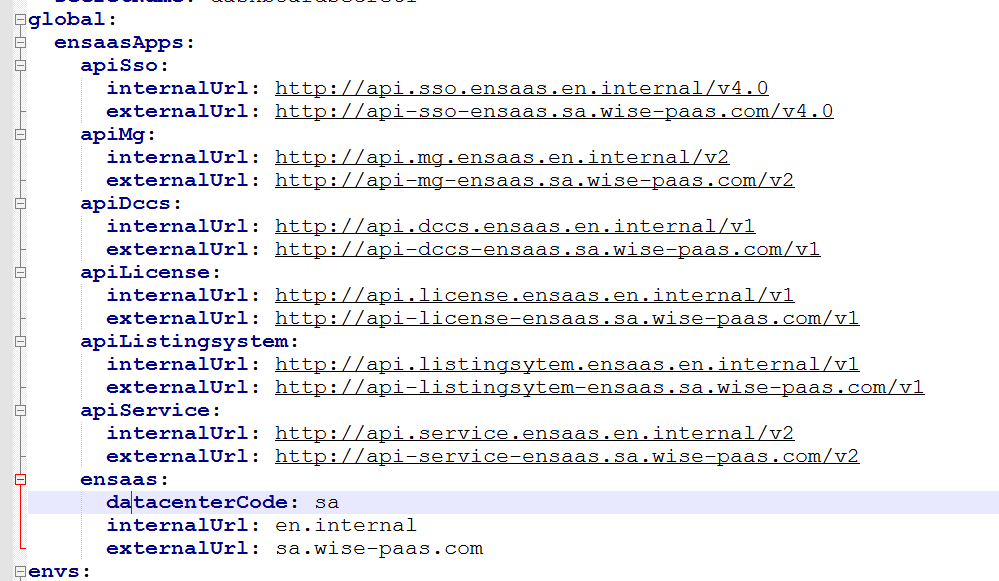 global:
ensaasApps:
apiSso:
internalUrl: http://api.sso.ensaas.en.internal/v4.0
externalUrl: http://api-sso-ensaas.sa.wise-paas.com/v4.0
apiMg:
internalUrl: http://api.mg.ensaas.en.internal/v2
externalUrl: http://api-mg-ensaas.sa.wise-paas.com/v2
apiDccs:
internalUrl: http://api.dccs.ensaas.en.internal/v1
externalUrl: http://api-dccs-ensaas.sa.wise-paas.com/v1
apiLicense:
internalUrl: http://api.license.ensaas.en.internal/v1
externalUrl: http://api-license-ensaas.sa.wise-paas.com/v1
apiListingsystem:
internalUrl: http://api.listingsytem.ensaas.en.internal/v1
externalUrl: http://api-listingsytem-ensaas.sa.wise-paas.com/v1
apiService:
internalUrl: http://api.service.ensaas.en.internal/v2
externalUrl: http://api-service-ensaas.sa.wise-paas.com/v2
ensaas:
datacenterCode: sa
internalUrl: en.internal
externalUrl: sa.wise-paas.com
envs: